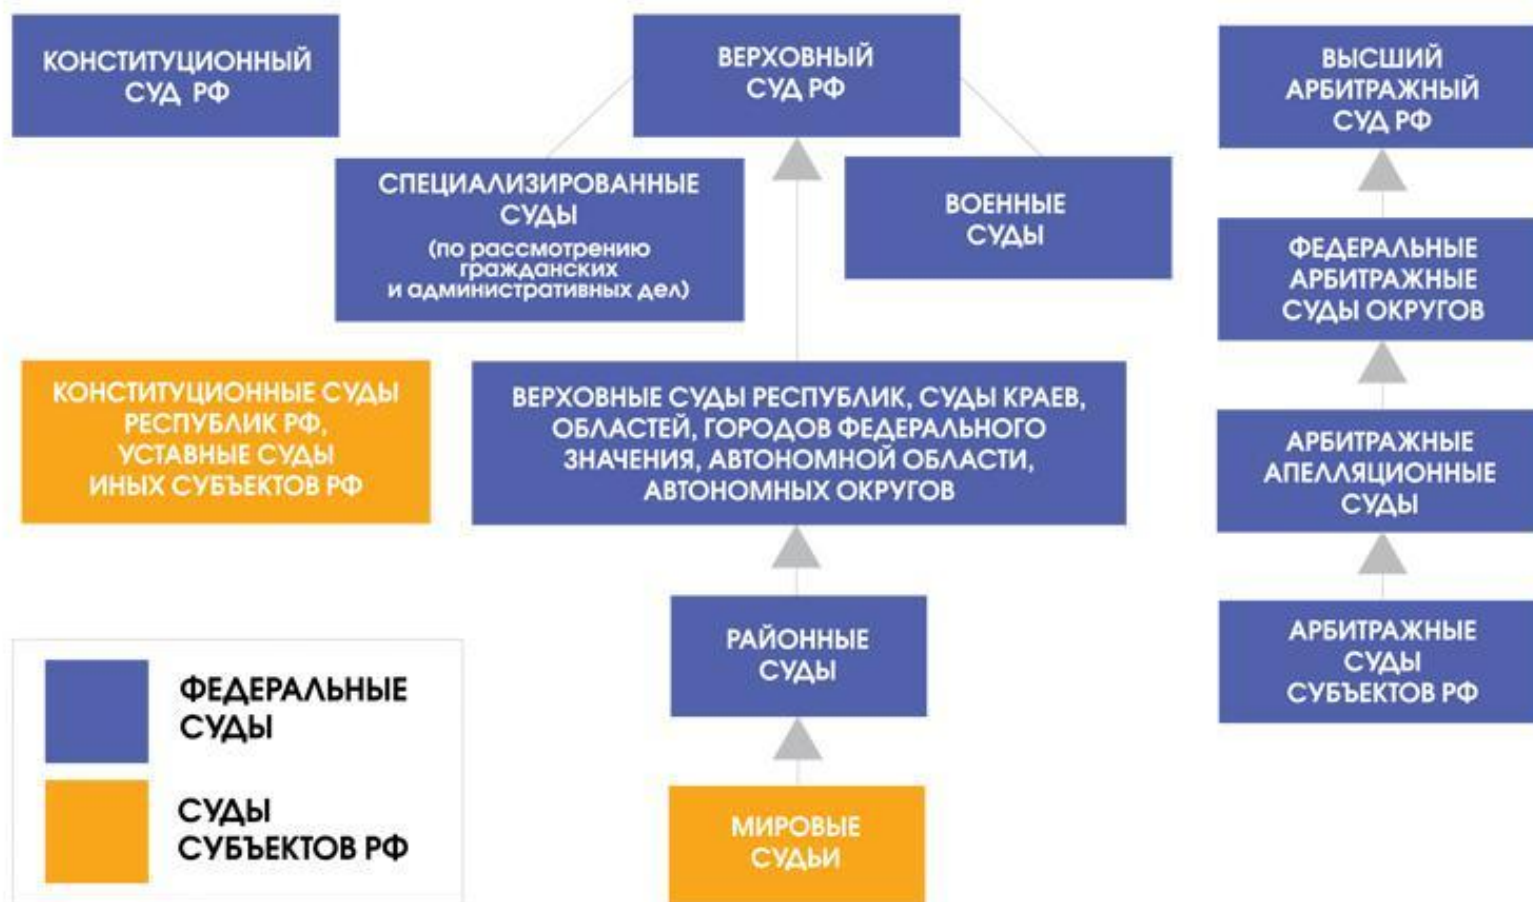 КОНСТИТУЦИОННЫЙ
СУД РФ
ВЕРХОВНЫЙ
СУД РФ
ВЫСШИЙ
АРБИТРАЖНЫЙ
СУД РФ
СПЕЦИАЛИЗИРОВАННЫЕ
СУДЫ
(по рассмотрению
гражданских
и административных дел)
ВОЕННЫЕ
СУДЫ
ФЕДЕРАЛЬНЫЕ
АРБИТРАЖНЫЕ
СУДЫ ОКРУГОВ
КОНСТИТУЦИОННЫЕ СУДЫ
РЕСПУБЛИК РФ,
УСТАВНЫЕ СУДЫ
ИНЫХ СУБЪЕКТОВ РФ
ВЕРХОВНЫЕ СУДЫ РЕСПУБЛИК, СУДЫ КРАЕВ,
ОБЛАСТЕЙ, ГОРОДОВ ФЕДЕРАЛЬНОГО
ЗНАЧЕНИЯ, АВТОНОМНОЙ ОБЛАСТИ,
АВТОНОМНЫХ ОКРУГОВ
АРБИТРАЖНЫЕ
АПЕЛЛЯЦИОННЫЕ
СУДЫ
РАЙОННЫЕ
СУДЫ
АРБИТРАЖНЫЕ
СУДЫ
СУБЪЕКТОВ РФ
ФЕДЕРАЛЬНЫЕ
СУДЫ
СУДЫ
СУБЪЕКТОВ РФ
МИРОВЫЕ
СУДЬИ